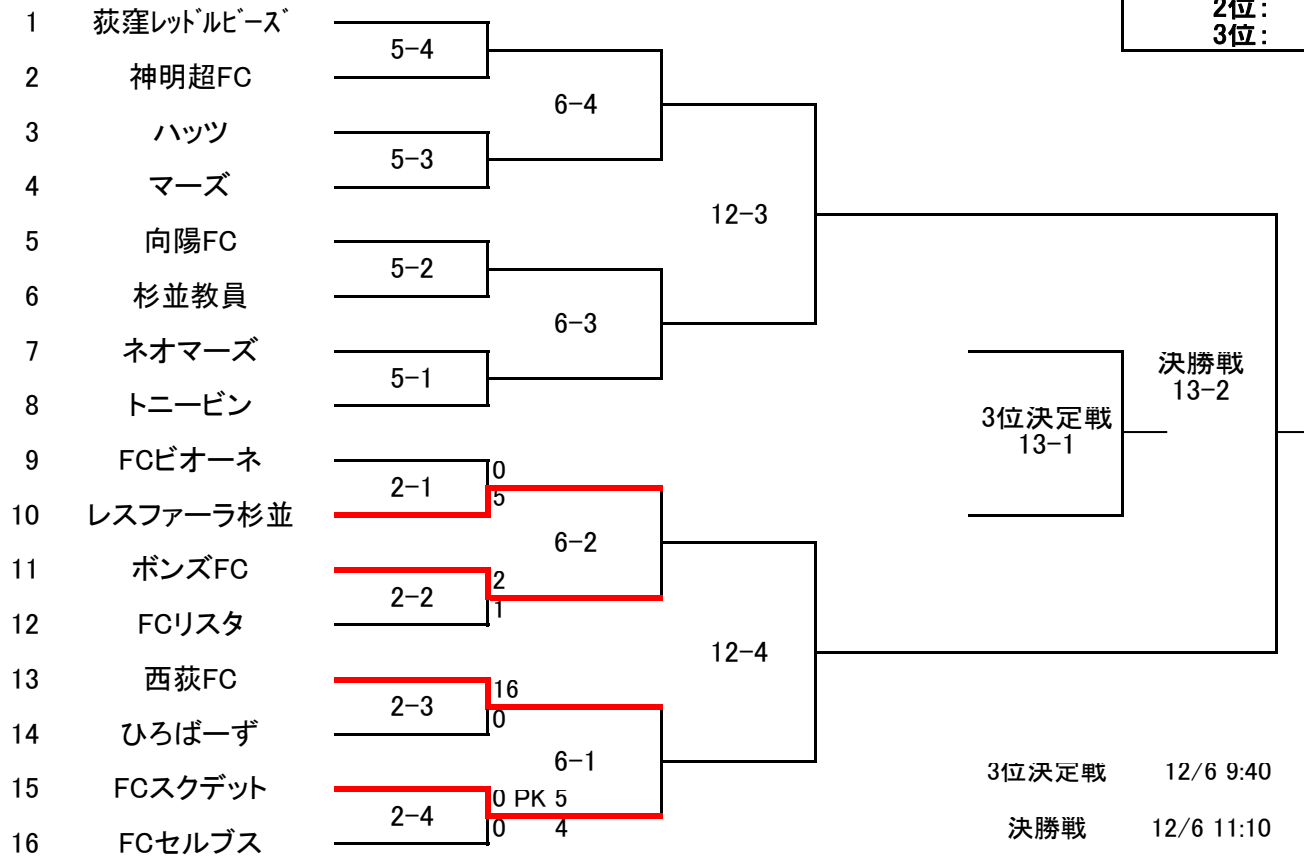 2位：
3位：
1 荻窪レッドルビーズ
5-4
2 神明超FC
6-4
3 ハッツ
5-3
4 マーズ
12-3
5 向陽FC
5-2
6 杉並教員
6-3
7 ネオマーズ
5-1
8 トニービン
決勝戦
13-2
3位決定戦
13-1
9 FCビオーネ
0
2-1
5
10 レスファーラ杉並
6-2
11 ボンズFC
2
2-2
1
12 FCリスタ
12-4
13 西荻FC
16
2-3
0
14 ひろばーず
6-1
3位決定戦 12/6 9:40
15 FCスクデット
0 PK 5
2-4
0 4
決勝戦 12/6 11:10
16 FCセルブス